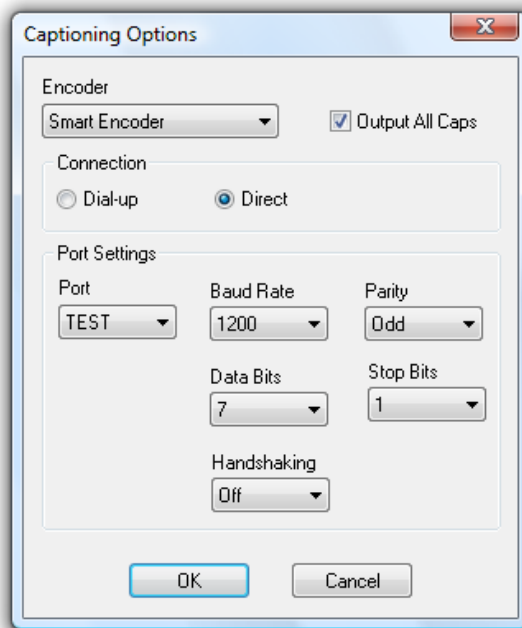 Captioning Options
Encoder
Smart Encoder
Output All Caps
Connection
Dial-up
Direct
Port Settings
Port
Baud Rate
Parity
TEST
1200
Odd
Data Bits
Stop Bits
7
1
Handshaking
Off
OK
Cancel